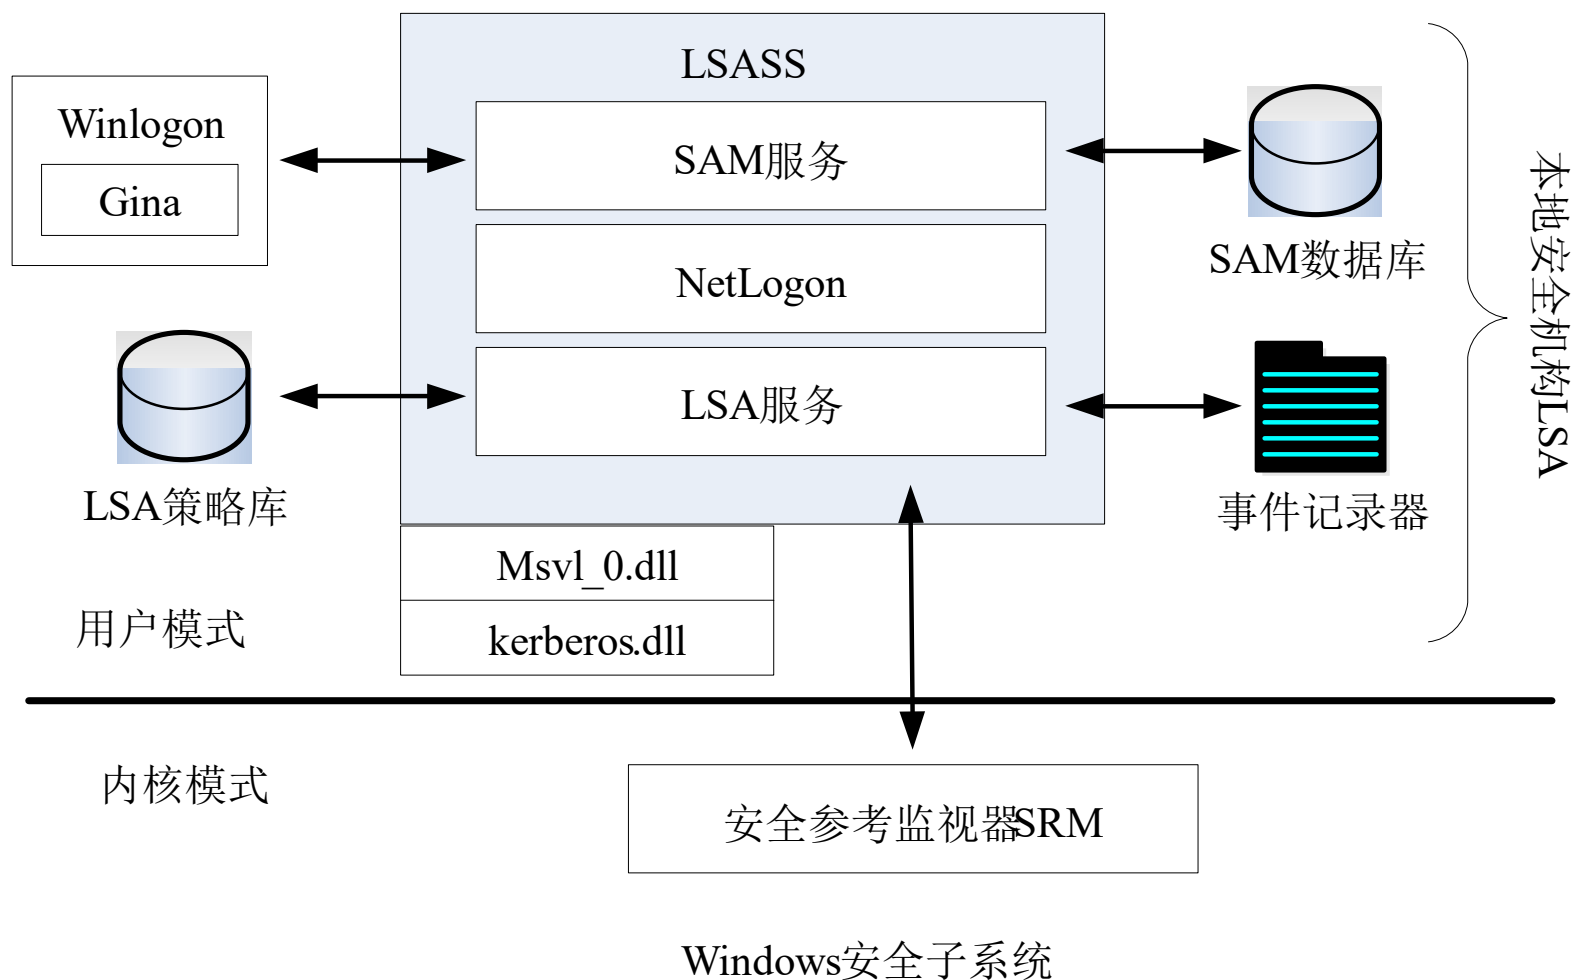 LSASS
Winlogon
Gina
SAM服务
NetLogon
LSA服务
SAM数据库
LSA策略库
事件记录器
本地安全机构LSA
Msvl_0.dll
kerberos.dll
用户模式
内核模式
安全参考监视器SRM
Windows安全子系统